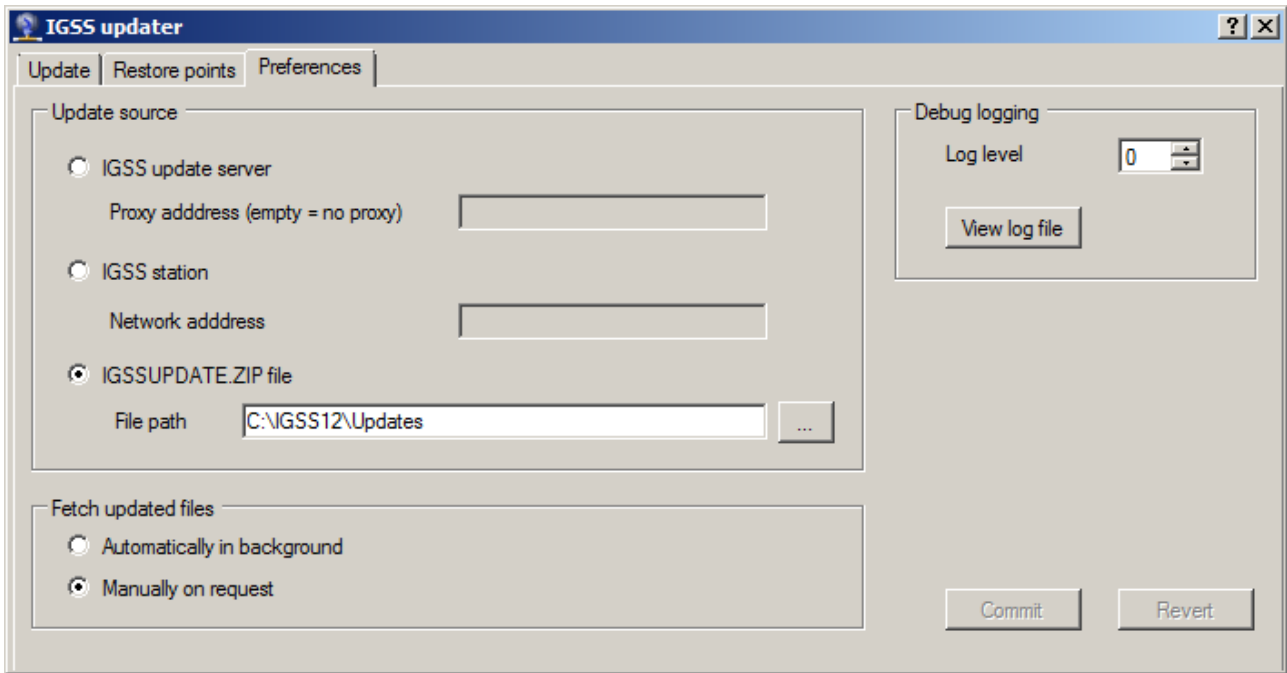 IGSS updater
Update Restore points Preferences
Update source
IGSS update server
Proxy adddress (empty = no proxy)
IGSS station
Network adddress
IGSSUPDATE.ZIP file
File path C:\IGSS12\Updates ...
Fetch updated files
Automatically in background
Manually on request
Debug logging
Log level 0
View log file
Commit Revert